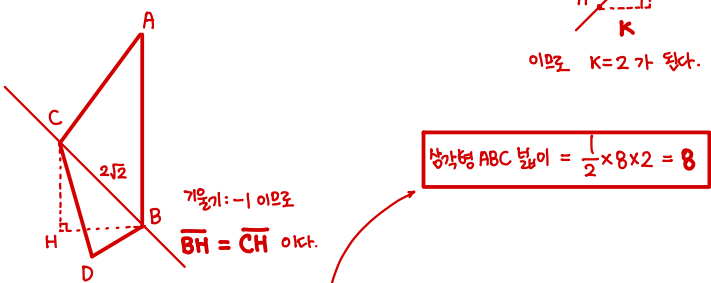 A
K
이므로 K=2가 된다.
C
2√2
삼각형 ABC 넓이 = 1/2 × 8 × 2 = 8
기울기: -1 이므로
B
H
BH = CH 이다.
D